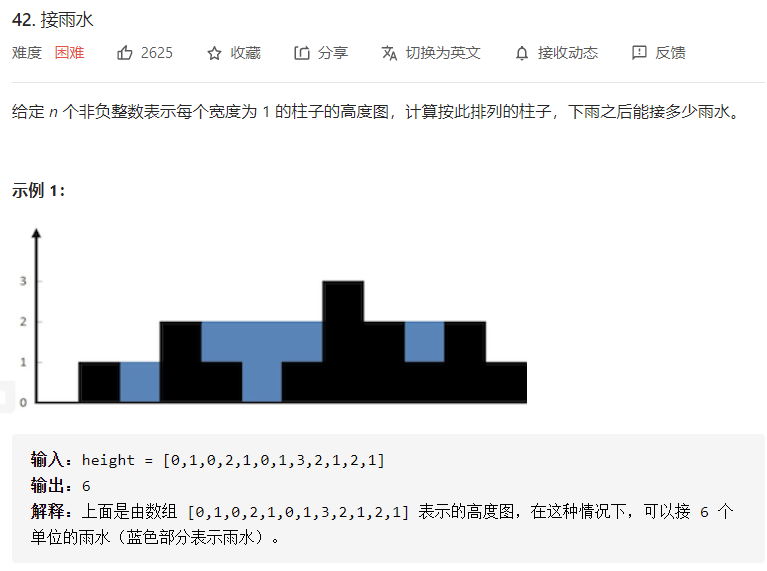 42. 接雨水
难度 困难 2625 收藏 分享 切换为英文 接收动态 反馈
给定 n 个非负整数表示每个宽度为 1 的柱子的高度图，计算按此排列的柱子，下雨之后能接多少雨水。
示例 1：
3
2
1
0
输入：height = [0,1,0,2,1,0,1,3,2,1,2,1]
输出：6
解释：上面是由数组 [0,1,0,2,1,0,1,3,2,1,2,1] 表示的高度图，在这种情况下，可以接 6 个
单位的雨水（蓝色部分表示雨水）。